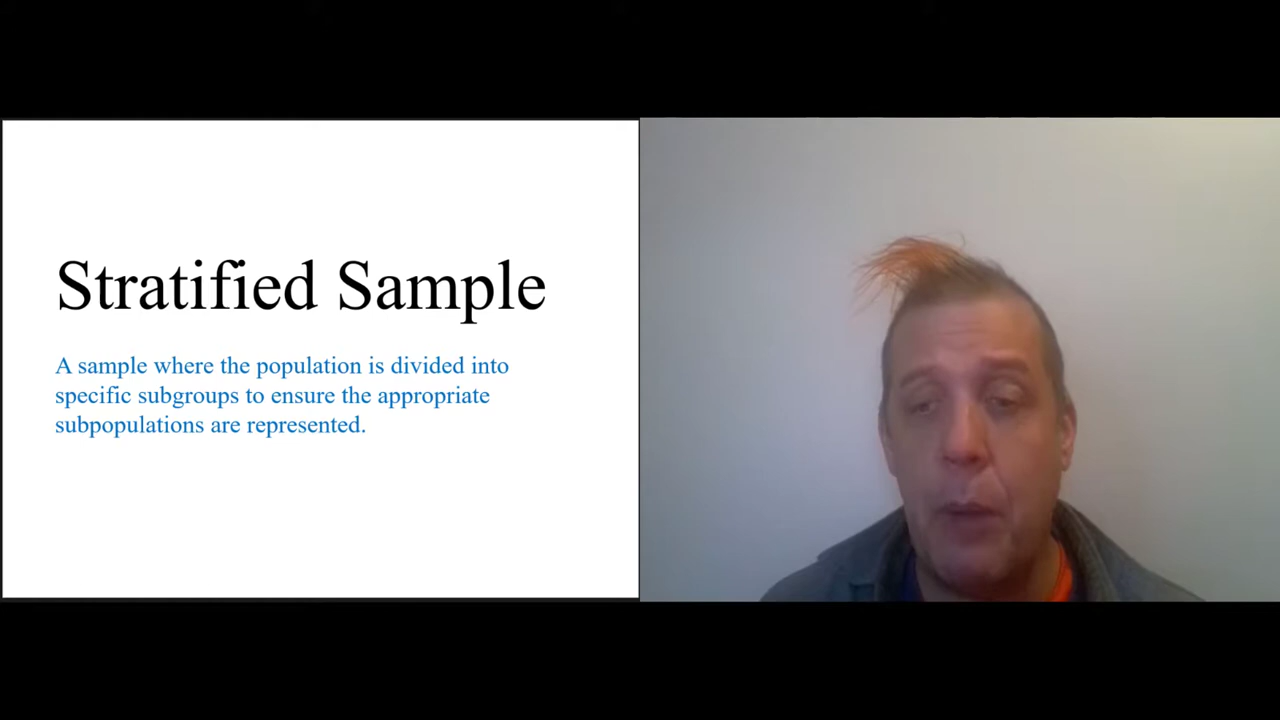 Stratified Sample
A sample where the population is divided into
specific subgroups to ensure the appropriate
subpopulations are represented.